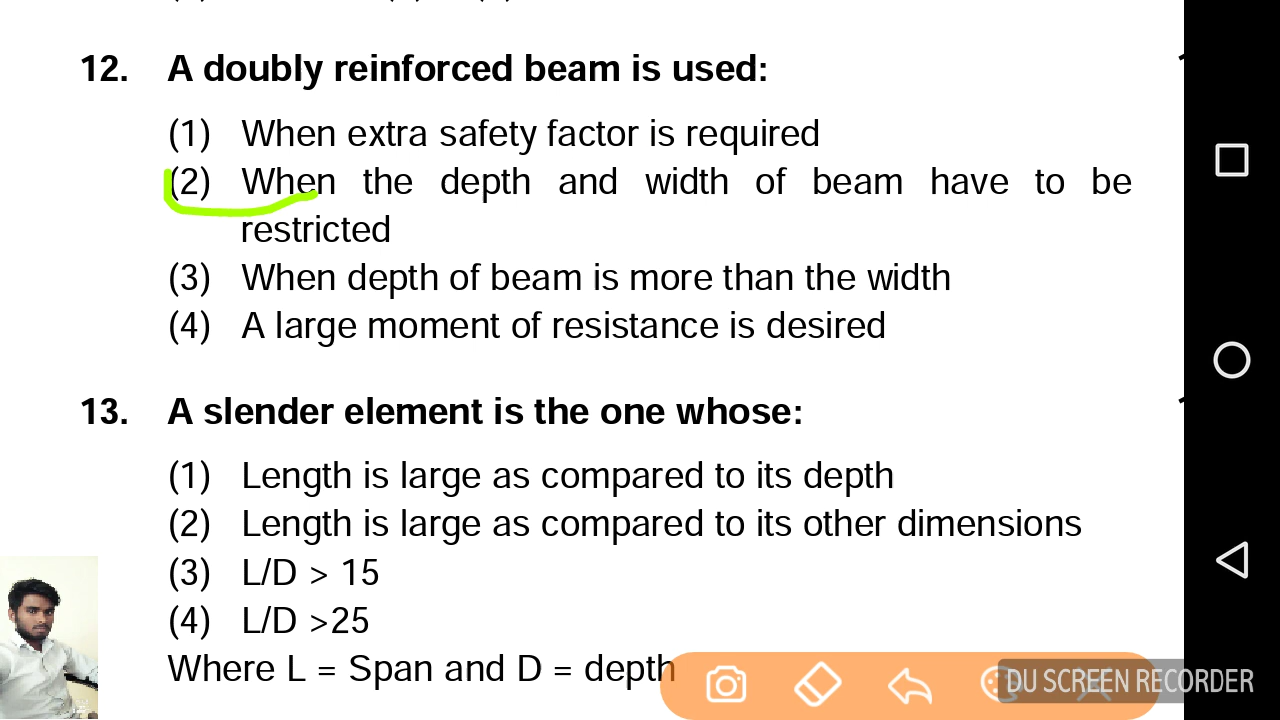 12. A doubly reinforced beam is used:
(1) When extra safety factor is required
(2) When the depth and width of beam have to be
restricted
(3) When depth of beam is more than the width
(4) A large moment of resistance is desired
13. A slender element is the one whose:
(1) Length is large as compared to its depth
(2) Length is large as compared to its other dimensions
(3) L/D > 15
(4) L/D >25
Where L = Span and D = depth
DU SCREEN RECORDER